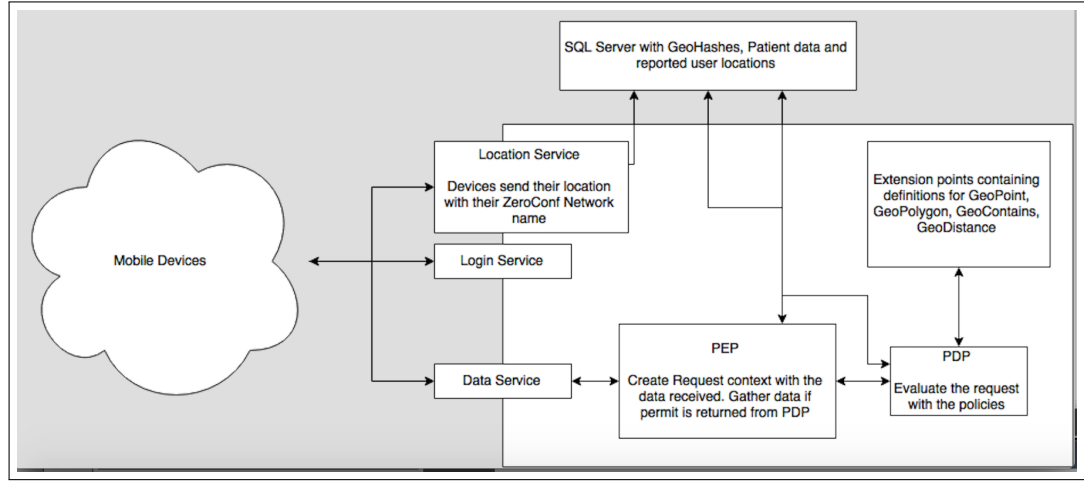 SQL Server with GeoHashes, Patient data and
reported user locations
Location Service
Devices send their location
with their ZeroConf Network
name
Extension points containing
definitions for GeoPoint,
GeoPolygon, GeoContains,
GeoDistance
Mobile Devices
Login Service
Data Service
PEP
Create Request context with the
data received. Gather data if
permit is returned from PDP
PDP
Evaluate the request
with the policies